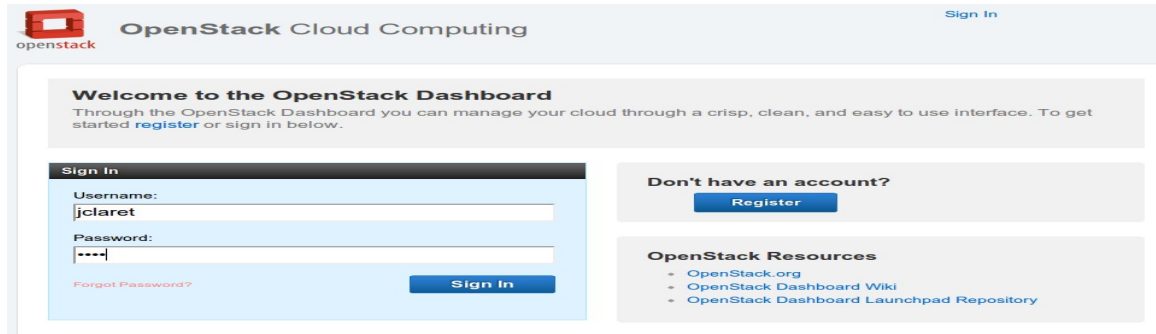 Sign In
openstack
OpenStack Cloud Computing
Welcome to the OpenStack Dashboard
Through the OpenStack Dashboard you can manage your cloud through a crisp, clean, and easy to use interface. To get
started register or sign in below.
Sign In
Username:
jclaret
Password:
••••
Forgot Password?
Sign In
Don't have an account?
Register
OpenStack Resources
• OpenStack.org
• OpenStack Dashboard Wiki
• OpenStack Dashboard Launchpad Repository